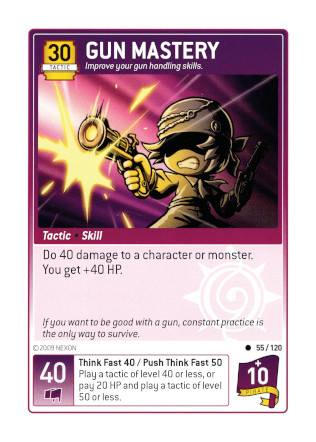 30
TACTIC
GUN MASTERY
Improve your gun handling skills.
Tactic • Skill
Do 40 damage to a character or monster.
You get +40 HP.
If you want to be good with a gun, constant practice is
the only way to survive.
©2009 NEXON
● 55/120
40
Think Fast 40 / Push Think Fast 50
Play a tactic of level 40 or less, or
pay 20 HP and play a tactic of level
50 or less.
+
10
PIRATE